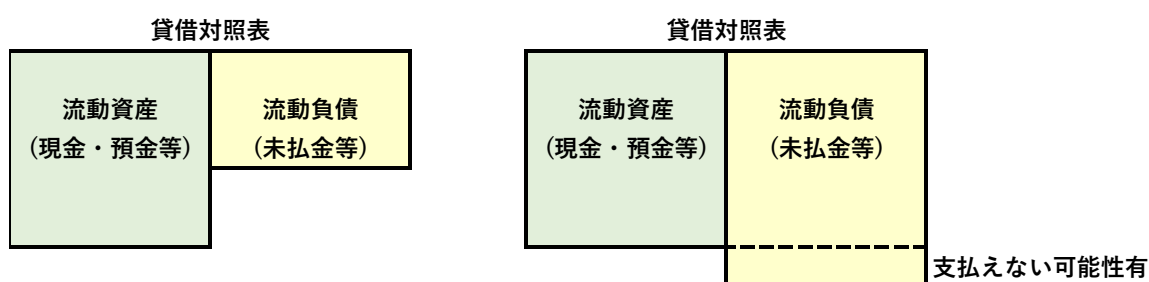 貸借対照表
流動資産
(現金・預金等)
流動負債
(未払金等)
貸借対照表
流動資産
(現金・預金等)
流動負債
(未払金等)
支払えない可能性有